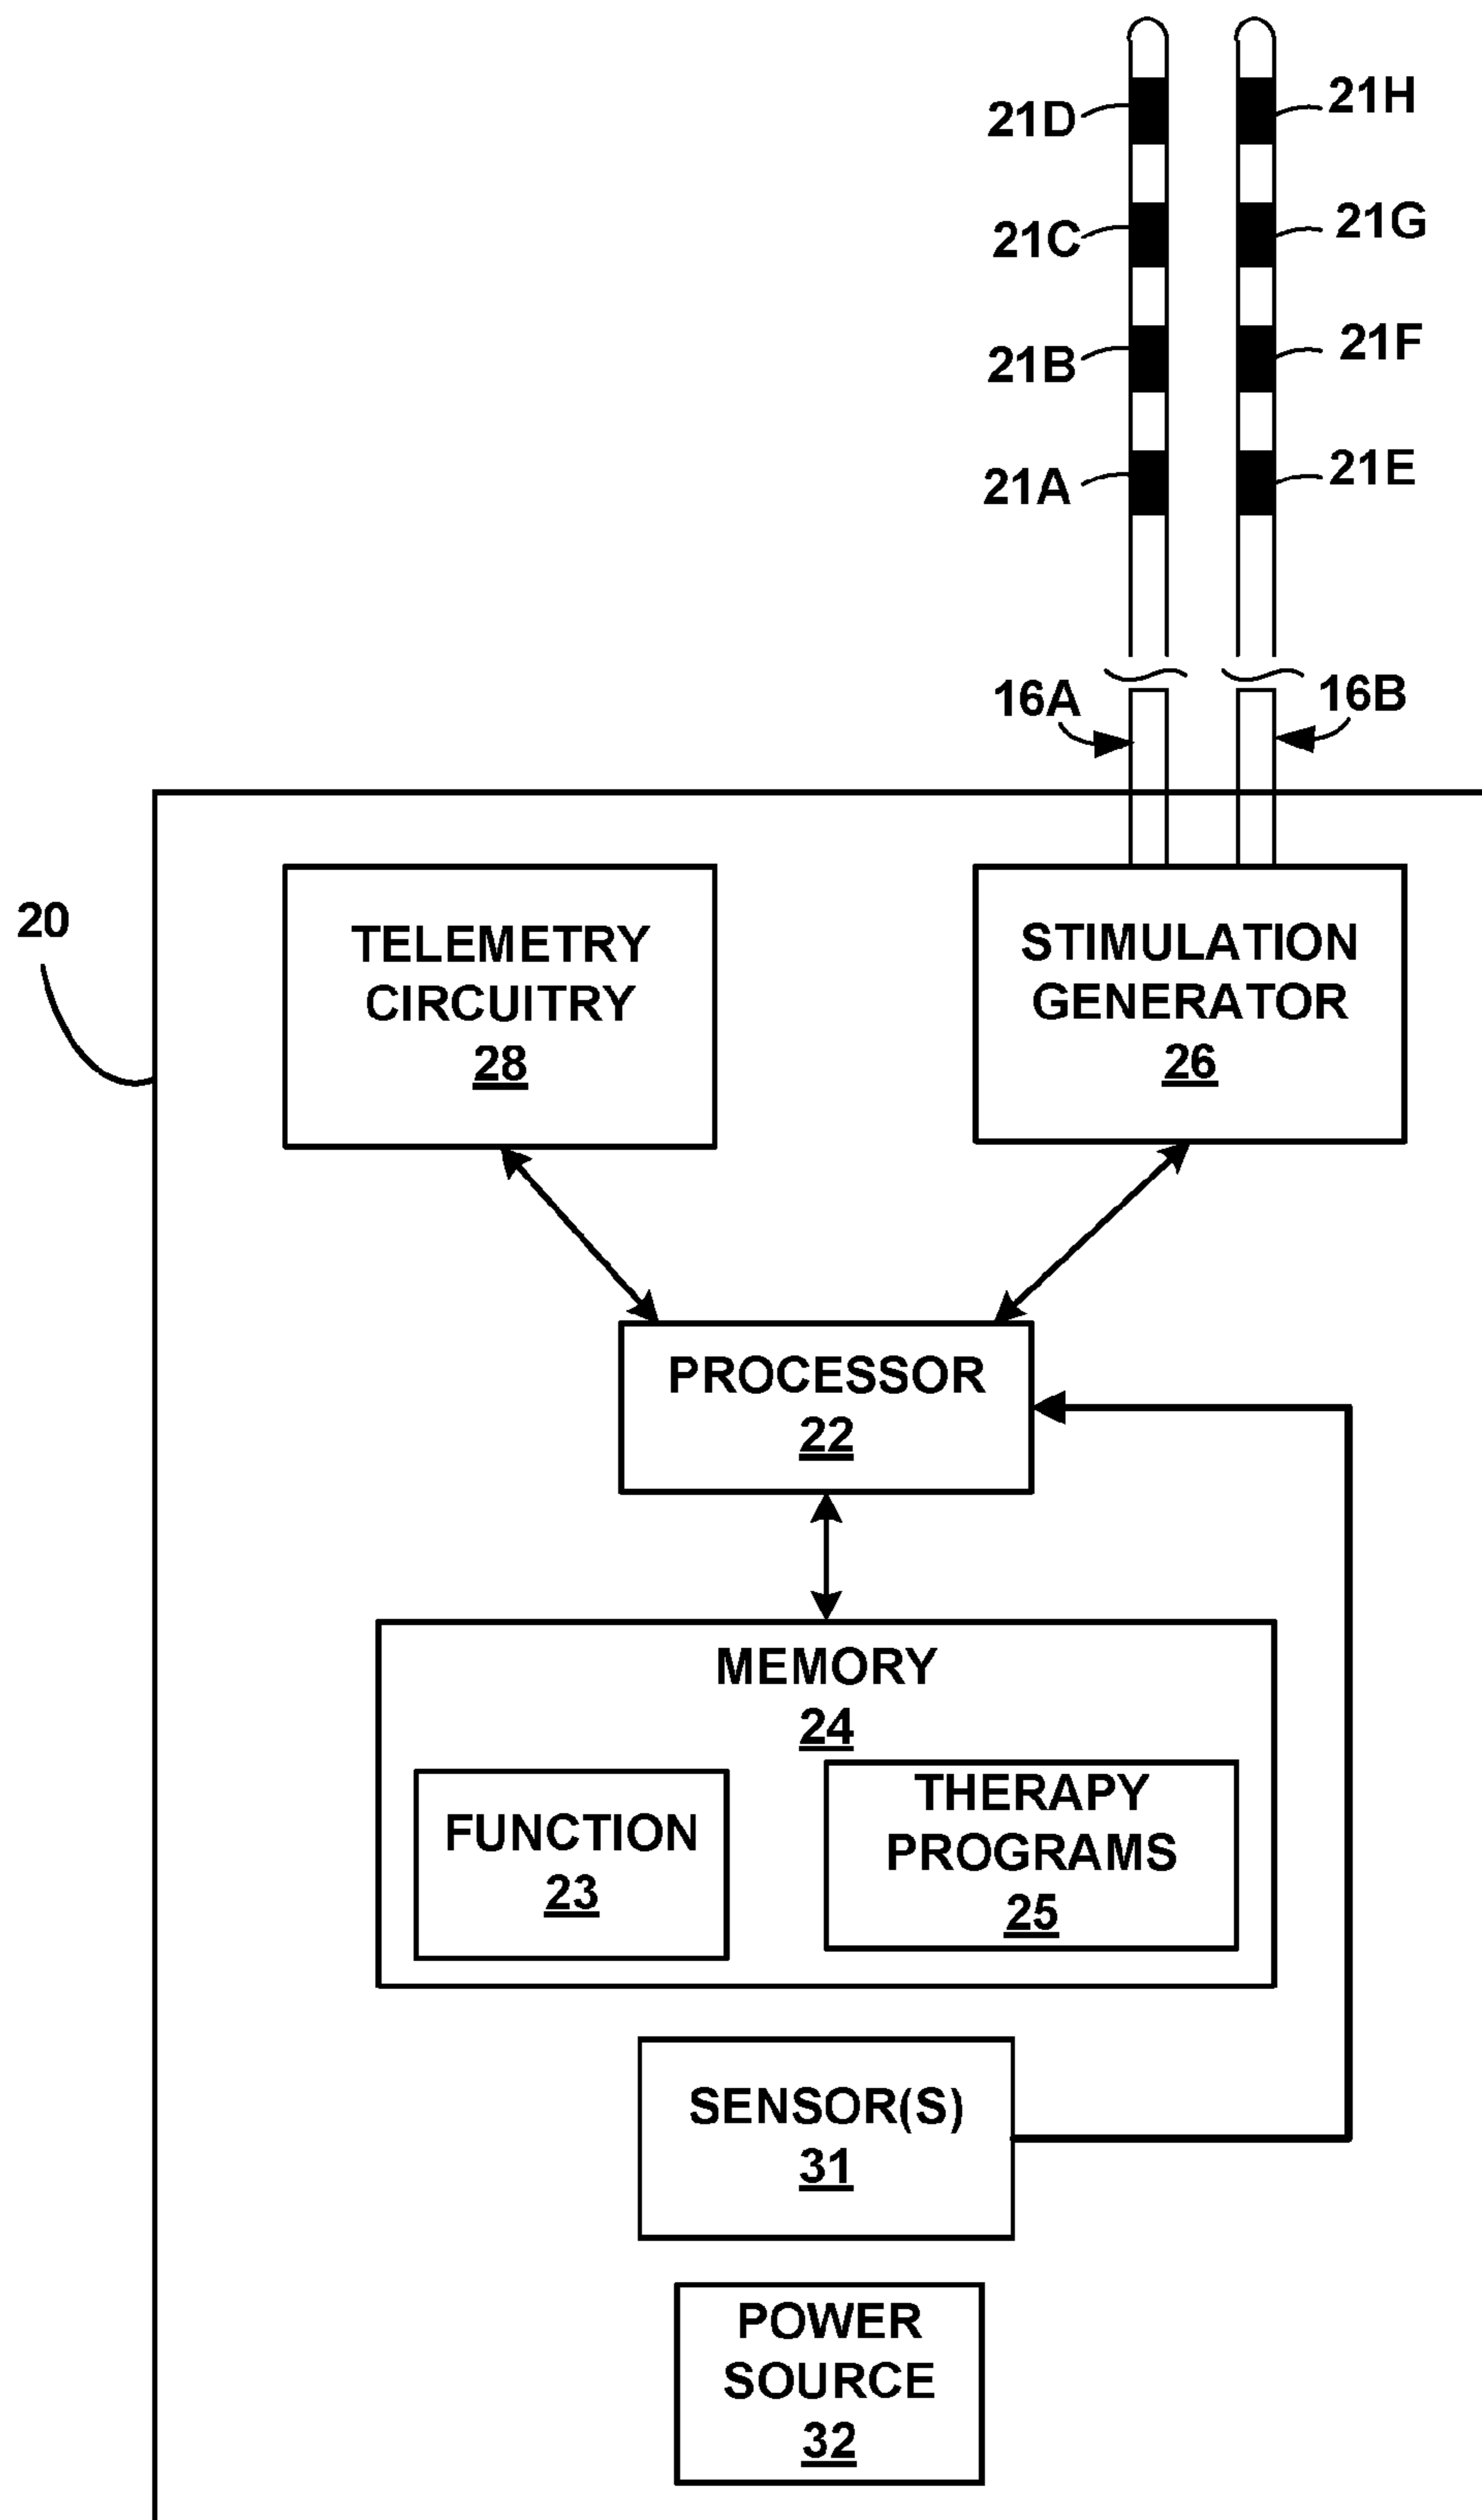 21D
21H
21C
21G
21B
21F
21A
21E
16A
16B
20
TELEMETRY
CIRCUITRY
28
STIMULATION
GENERATOR
26
PROCESSOR
22
MEMORY
24
FUNCTION
23
THERAPY
PROGRAMS
25
SENSOR(S)
31
POWER
SOURCE
32